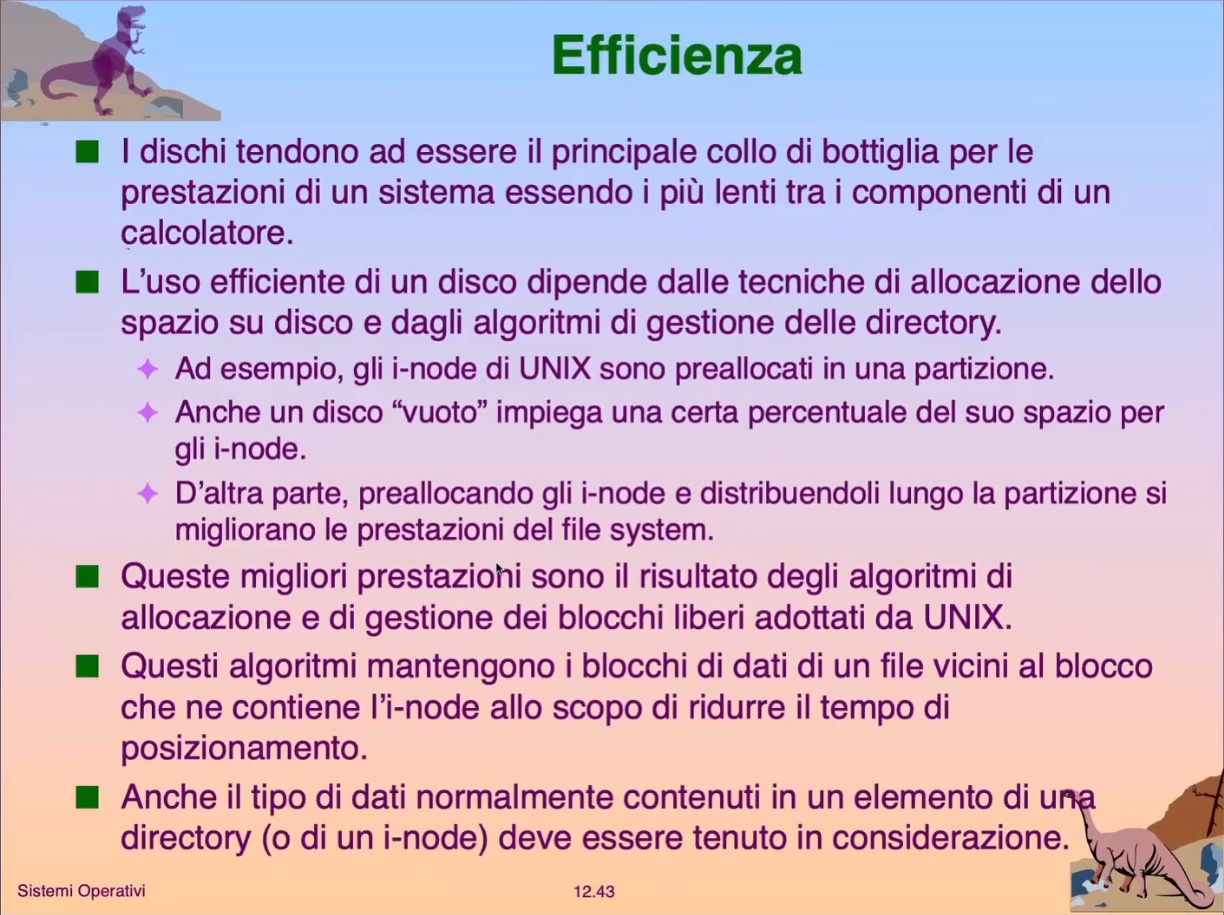 Efficienza
I dischi tendono ad essere il principale collo di bottiglia per le
prestazioni di un sistema essendo i più lenti tra i componenti di un
calcolatore.
L'uso efficiente di un disco dipende dalle tecniche di allocazione dello
spazio su disco e dagli algoritmi di gestione delle directory.
Ad esempio, gli i-node di UNIX sono preallocati in una partizione.
Anche un disco “vuoto” impiega una certa percentuale del suo spazio per
gli i-node.
D'altra parte, preallocando gli i-node e distribuendoli lungo la partizione si
migliorano le prestazioni del file system.
Queste migliori prestazioni sono il risultato degli algoritmi di
allocazione e di gestione dei blocchi liberi adottati da UNIX.
Questi algoritmi mantengono i blocchi di dati di un file vicini al blocco
che ne contiene l'i-node allo scopo di ridurre il tempo di
posizionamento.
Anche il tipo di dati normalmente contenuti in un elemento di una
directory (o di un i-node) deve essere tenuto in considerazione.
Sistemi Operativi
12.43